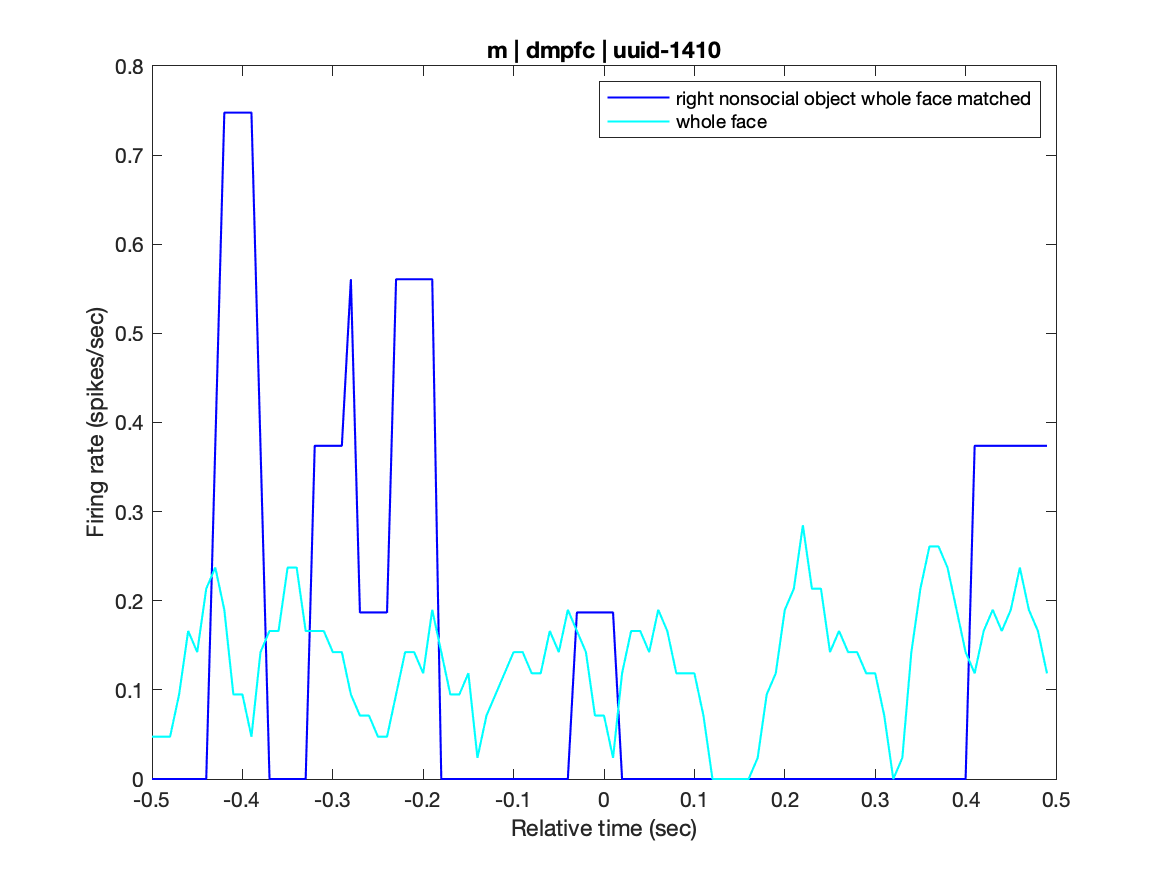 m | dmpfc | uuid-1410
right nonsocial object whole face matched
whole face
Firing rate (spikes/sec)
0.8
0.7
0.6
0.5
0.4
0.3
0.2
0.1
0
-0.5 -0.4 -0.3 -0.2 -0.1 0 0.1 0.2 0.3 0.4 0.5
Relative time (sec)